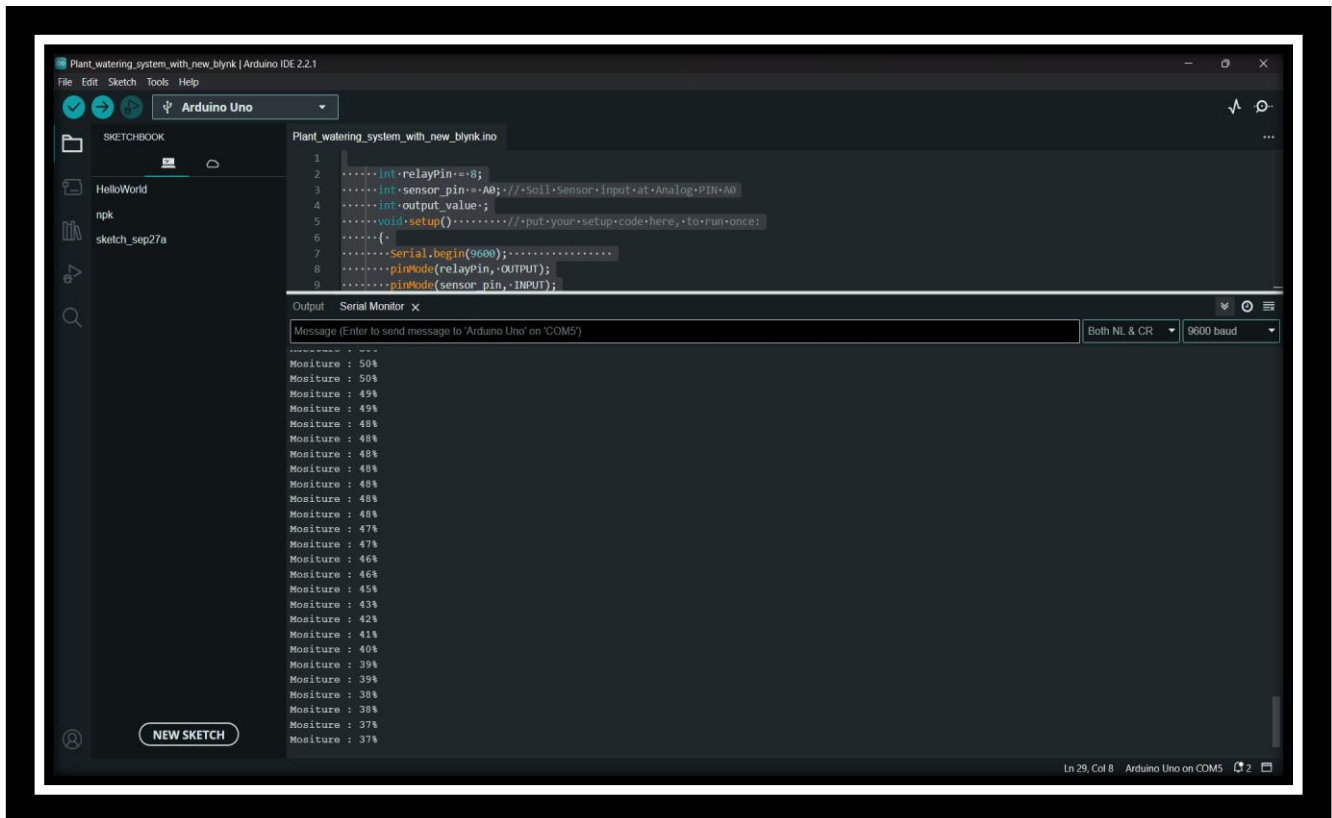 Plant_watering_system_with_new_blynk | Arduino IDE 2.2.1
File Edit Sketch Tools Help
Arduino Uno
SKETCHBOOK
HelloWorld
npk
sketch_sep27a
NEW SKETCH
Plant_watering_system_with_new_blynk.ino
1
2 int relayPin = 8;
3 int sensor_pin = A0; // Soil Sensor input at Analog PIN A0
4 int output_value ;
5 void setup() // put your setup code here, to run once:
6 {
7 Serial.begin(9600);
8 pinMode(relayPin, OUTPUT);
9 pinMode(sensor_pin, INPUT);
Output Serial Monitor
Message (Enter to send message to 'Arduino Uno' on 'COM5') Both NL & CR 9600 baud
Mositure : 50%
Mositure : 50%
Mositure : 49%
Mositure : 49%
Mositure : 48%
Mositure : 48%
Mositure : 48%
Mositure : 48%
Mositure : 48%
Mositure : 48%
Mositure : 48%
Mositure : 47%
Mositure : 47%
Mositure : 46%
Mositure : 46%
Mositure : 45%
Mositure : 43%
Mositure : 42%
Mositure : 41%
Mositure : 40%
Mositure : 39%
Mositure : 39%
Mositure : 38%
Mositure : 38%
Mositure : 37%
Mositure : 37%
Ln 29, Col 8 Arduino Uno on COM5 2